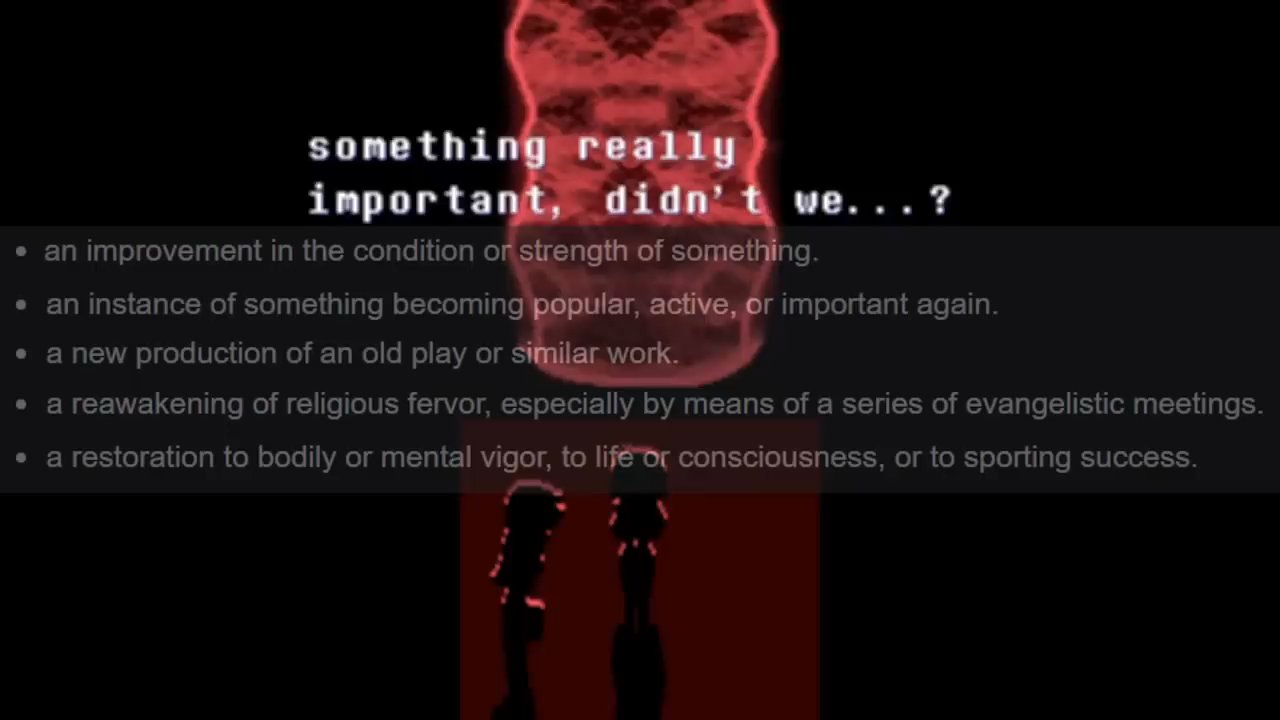 something really
important, didn't we...?
• an improvement in the condition or strength of something.
• an instance of something becoming popular, active, or important again.
• a new production of an old play or similar work.
• a reawakening of religious fervor, especially by means of a series of evangelistic meetings.
• a restoration to bodily or mental vigor, to life or consciousness, or to sporting success.